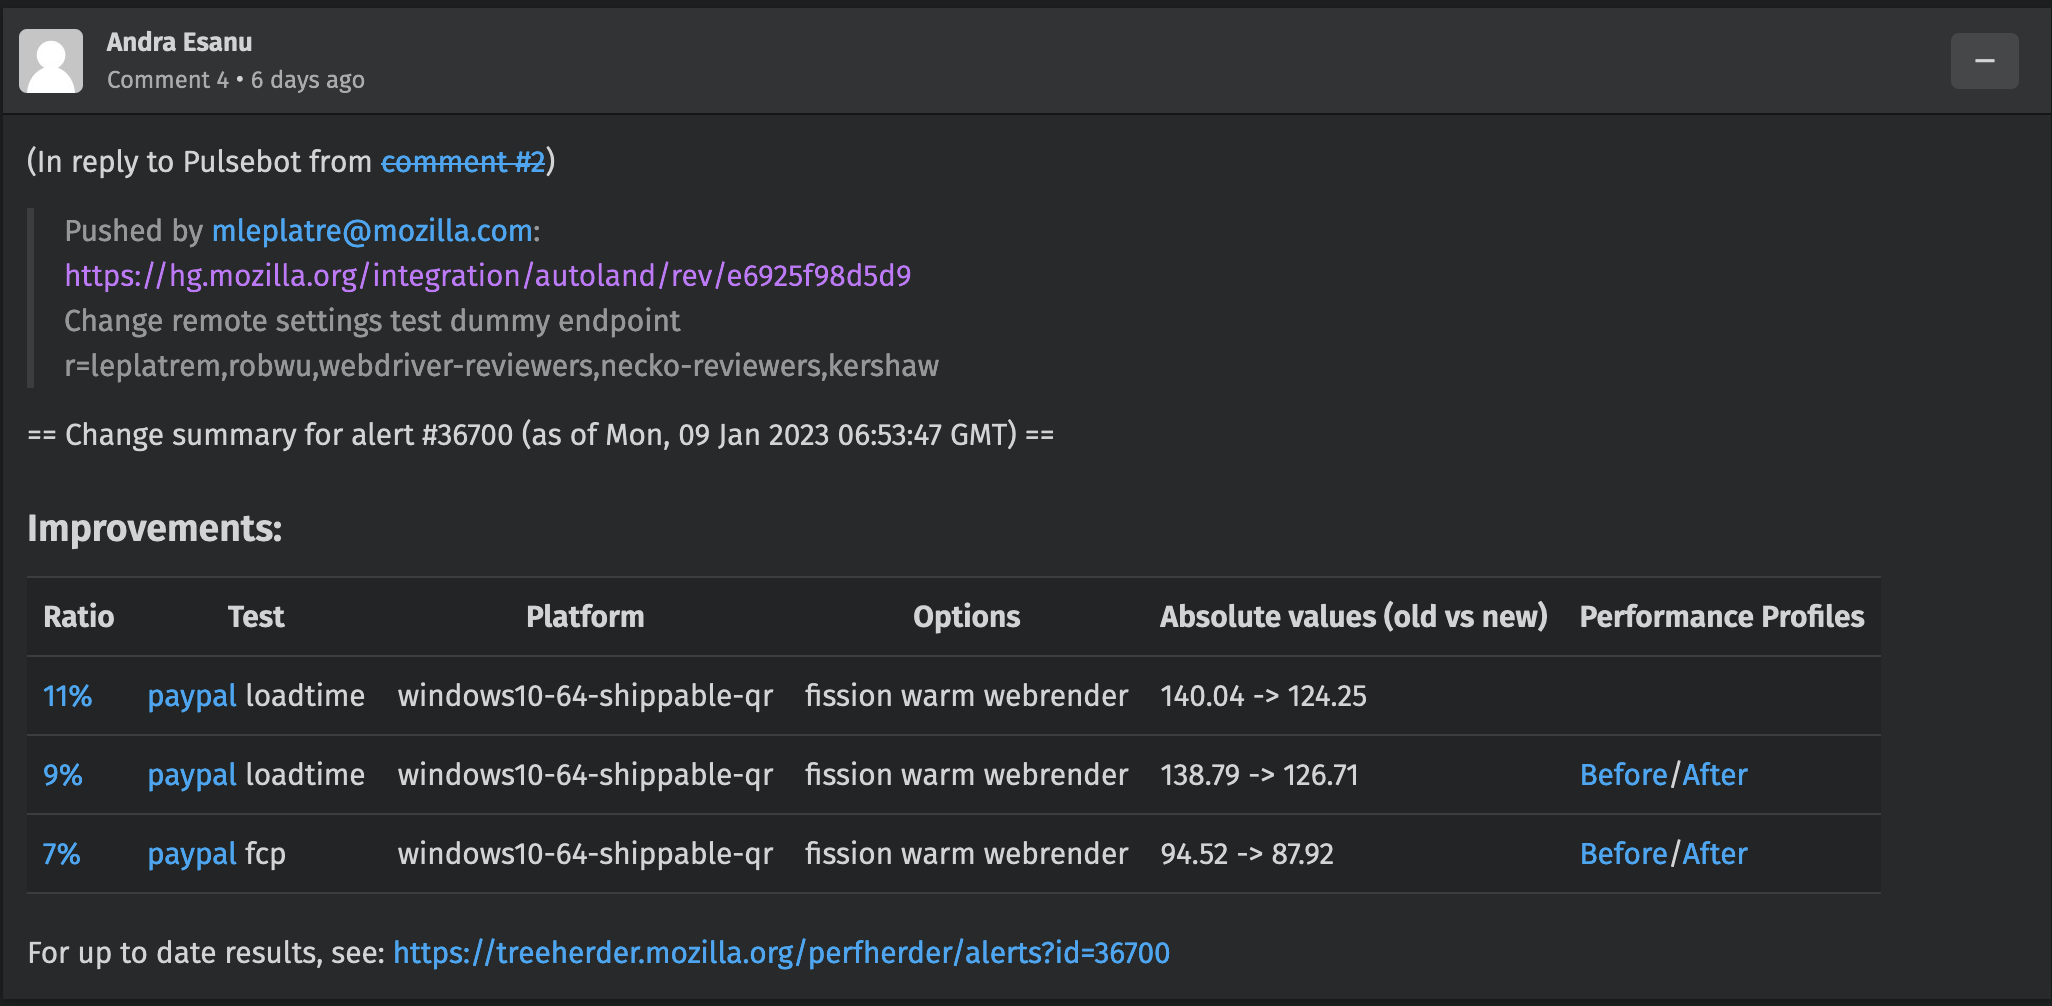 Andra Esanu
Comment 4 • 6 days ago
(In reply to Pulsebot from comment #2)
Pushed by mleplatre@mozilla.com:
https://hg.mozilla.org/integration/autoland/rev/e6925f98d5d9
Change remote settings test dummy endpoint
r=leplatrem,robwu,webdriver-reviewers,necko-reviewers,kershaw
== Change summary for alert #36700 (as of Mon, 09 Jan 2023 06:53:47 GMT) ==
Improvements:
Ratio Test Platform Options Absolute values (old vs new) Performance Profiles
11% paypal loadtime windows10-64-shippable-qr fission warm webrender 140.04 -> 124.25
9% paypal loadtime windows10-64-shippable-qr fission warm webrender 138.79 -> 126.71 Before/After
7% paypal fcp windows10-64-shippable-qr fission warm webrender 94.52 -> 87.92 Before/After
For up to date results, see: https://treeherder.mozilla.org/perfherder/alerts?id=36700